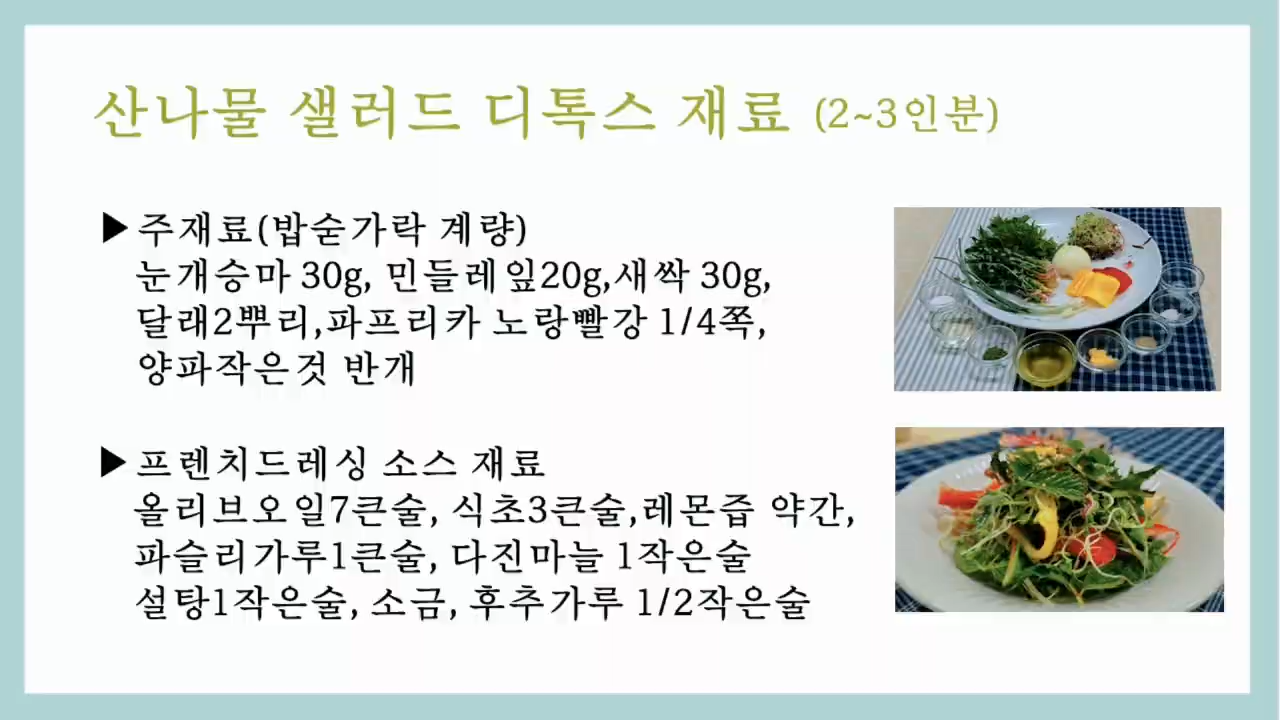 산나물 샐러드 디톡스 재료 (2~3인분)
▶주재료(밥숟가락 계량)
눈개승마 30g, 민들레잎20g,새싹 30g,
달래2뿌리,파프리카 노랑빨강 1/4쪽,
양파작은것 반개
▶프렌치드레싱 소스 재료
올리브오일7큰술, 식초3큰술,레몬즙 약간,
파슬리가루1큰술, 다진마늘 1작은술
설탕1작은술, 소금, 후추가루 1/2작은술